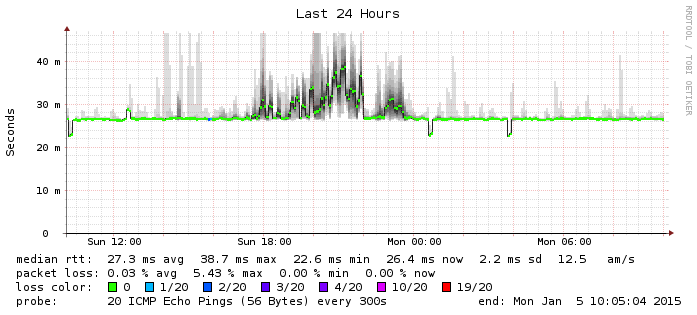 Last 24 Hours
RRDTOOL / TOBI OETIKER
Seconds
40 m
30 m
20 m
10 m
0
Sun 12:00 Sun 18:00 Mon 00:00 Mon 06:00
median rtt: 27.3 ms avg 38.7 ms max 22.6 ms min 26.4 ms now 2.2 ms sd 12.5 am/s
packet loss: 0.03 % avg 5.43 % max 0.00 % min 0.00 % now
loss color: 0 1/20 2/20 3/20 4/20 10/20 19/20
probe: 20 ICMP Echo Pings (56 Bytes) every 300s end: Mon Jan 5 10:05:04 2015